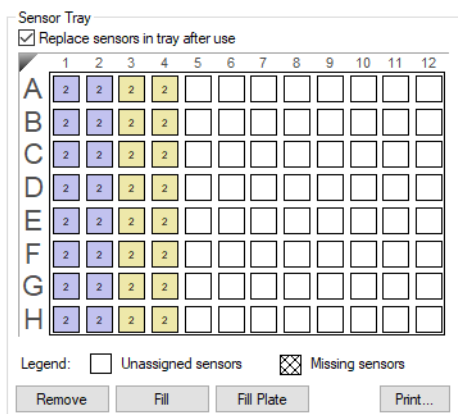 Sensor Tray
Replace sensors in tray after use
1 2 3 4 5 6 7 8 9 10 11 12
A 2 2 2 2
B 2 2 2 2
C 2 2 2 2
D 2 2 2 2
E 2 2 2 2
F 2 2 2 2
G 2 2 2 2
H 2 2 2 2
Legend: Unassigned sensors Missing sensors
Remove Fill Fill Plate Print...